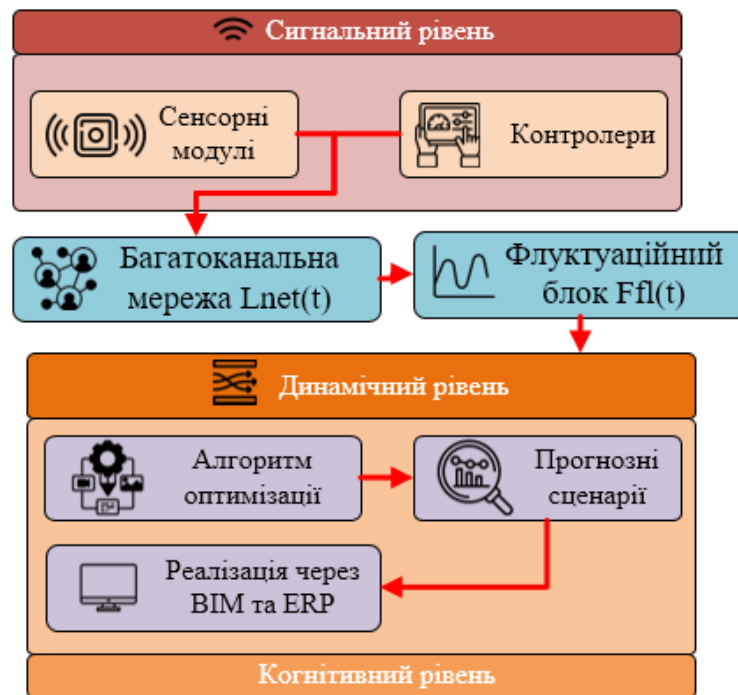 Сигнальний рівень
Сенсорні
модулі
Контролери
Багатоканальна
мережа Lnet(t)
Флуктуаційний
блок Ffl(t)
Динамічний рівень
Алгоритм
оптимізації
Прогнозні
сценарії
Реалізація через
BIM та ERP
Когнітивний рівень